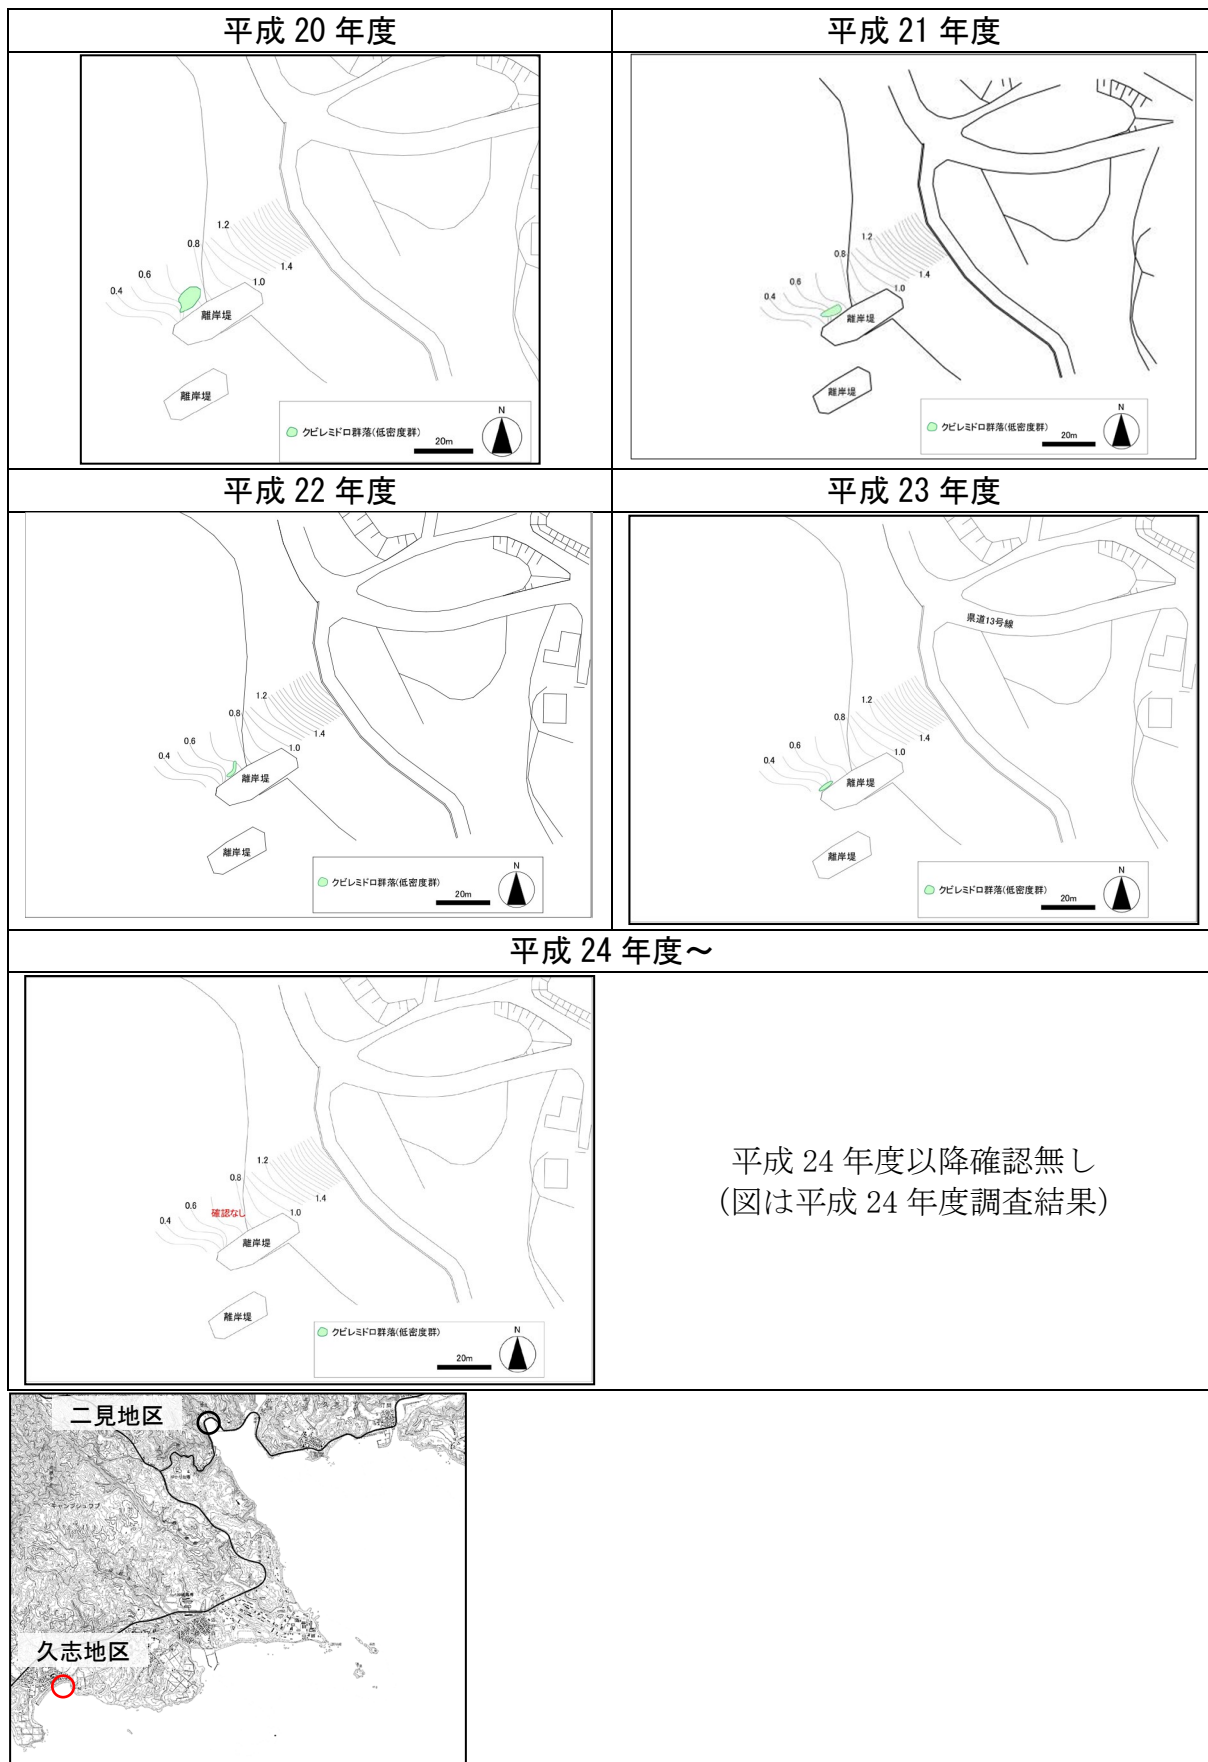 平成 20 年度
平成 21 年度
1.2
0.8
1.4
0.6
1.0
0.4
離岸堤
離岸堤
N
クビレミドロ群落(低密度群)
20m
1.2
0.8
1.4
0.6
1.0
0.4
離岸堤
離岸堤
N
クビレミドロ群落(低密度群)
20m
平成 22 年度
平成 23 年度
1.2
0.8
1.4
0.6
1.0
0.4
離岸堤
離岸堤
N
クビレミドロ群落(低密度群)
20m
県道13号線
1.2
0.8
1.4
0.6
1.0
0.4
離岸堤
離岸堤
N
クビレミドロ群落(低密度群)
20m
平成 24 年度～
1.2
0.8
1.4
0.6
確認なし
1.0
0.4
離岸堤
離岸堤
N
クビレミドロ群落(低密度群)
20m
平成 24 年度以降確認無し
（図は平成 24 年度調査結果）
二見地区
キャンプシュワブ
久志地区